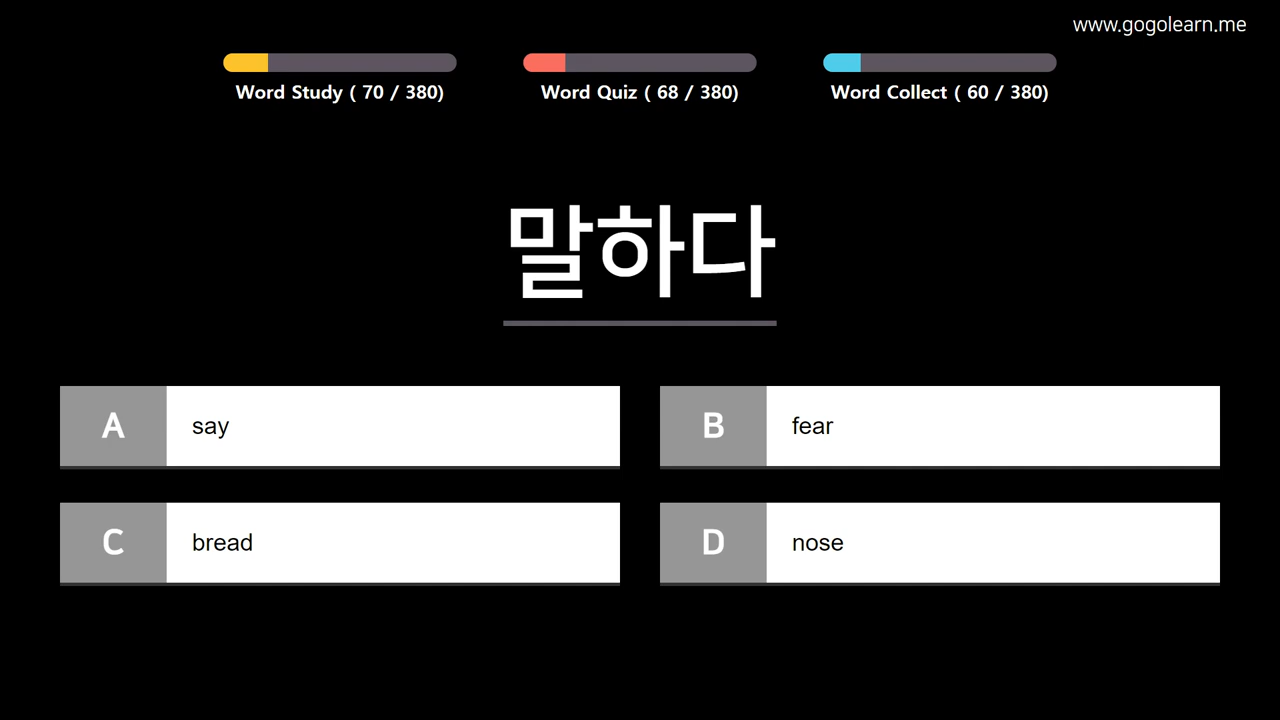 www.gogolearn.me
Word Study ( 70 / 380)
Word Quiz ( 68 / 380)
Word Collect ( 60 / 380)
말하다
A say
B fear
C bread
D nose